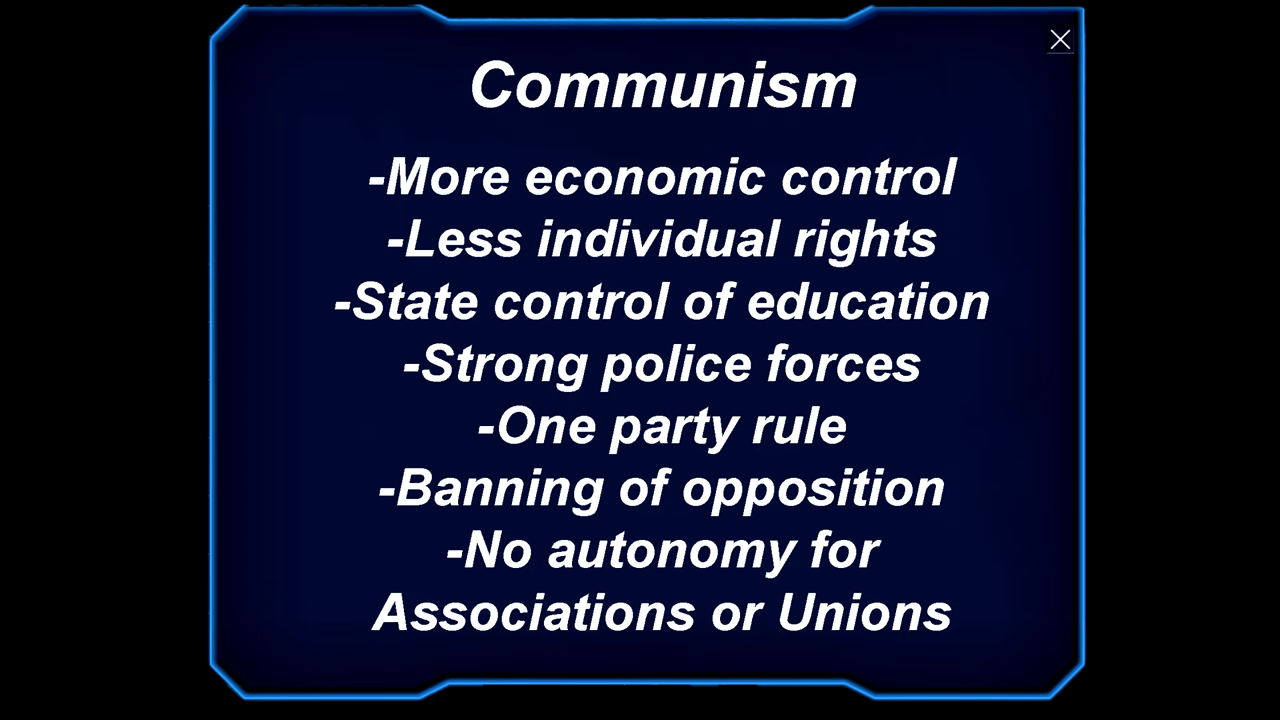 Communism
-More economic control
-Less individual rights
-State control of education
-Strong police forces
-One party rule
-Banning of opposition
-No autonomy for
Associations or Unions